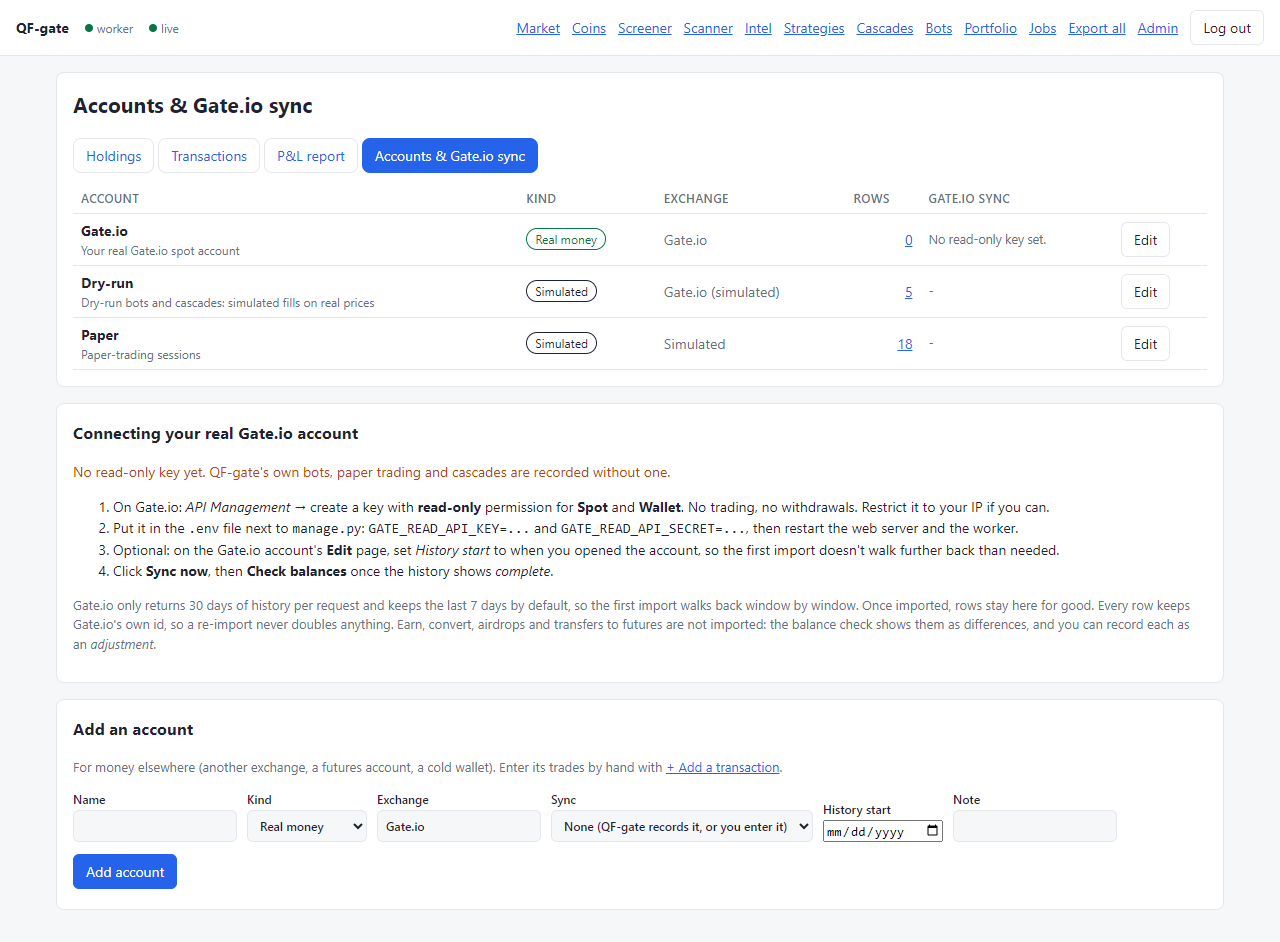 QF-gate worker live Market Coins Screener Scanner Intel Strategies Cascades Bots Portfolio Jobs Export all Admin Log out
Accounts & Gate.io sync
Holdings Transactions P&L report Accounts & Gate.io sync
ACCOUNT KIND EXCHANGE ROWS GATE.IO SYNC
Gate.io
Your real Gate.io spot account
Real money Gate.io 0 No read-only key set. Edit
Dry-run
Dry-run bots and cascades: simulated fills on real prices
Simulated Gate.io (simulated) 5 - Edit
Paper
Paper-trading sessions
Simulated Simulated 18 - Edit
Connecting your real Gate.io account
No read-only key yet. QF-gate's own bots, paper trading and cascades are recorded without one.
1. On Gate.io: API Management → create a key with read-only permission for Spot and Wallet. No trading, no withdrawals. Restrict it to your IP if you can.
2. Put it in the .env file next to manage.py: GATE_READ_API_KEY=... and GATE_READ_API_SECRET=..., then restart the web server and the worker.
3. Optional: on the Gate.io account's Edit page, set History start to when you opened the account, so the first import doesn't walk further back than needed.
4. Click Sync now, then Check balances once the history shows complete.
Gate.io only returns 30 days of history per request and keeps the last 7 days by default, so the first import walks back window by window. Once imported, rows stay here for good. Every row keeps
Gate.io's own id, so a re-import never doubles anything. Earn, convert, airdrops and transfers to futures are not imported: the balance check shows them as differences, and you can record each as
an adjustment.
Add an account
For money elsewhere (another exchange, a futures account, a cold wallet). Enter its trades by hand with + Add a transaction.
Name Kind Exchange Sync History start Note
Real money Gate.io None (QF-gate records it, or you enter it) mm/dd/yyyy
Add account